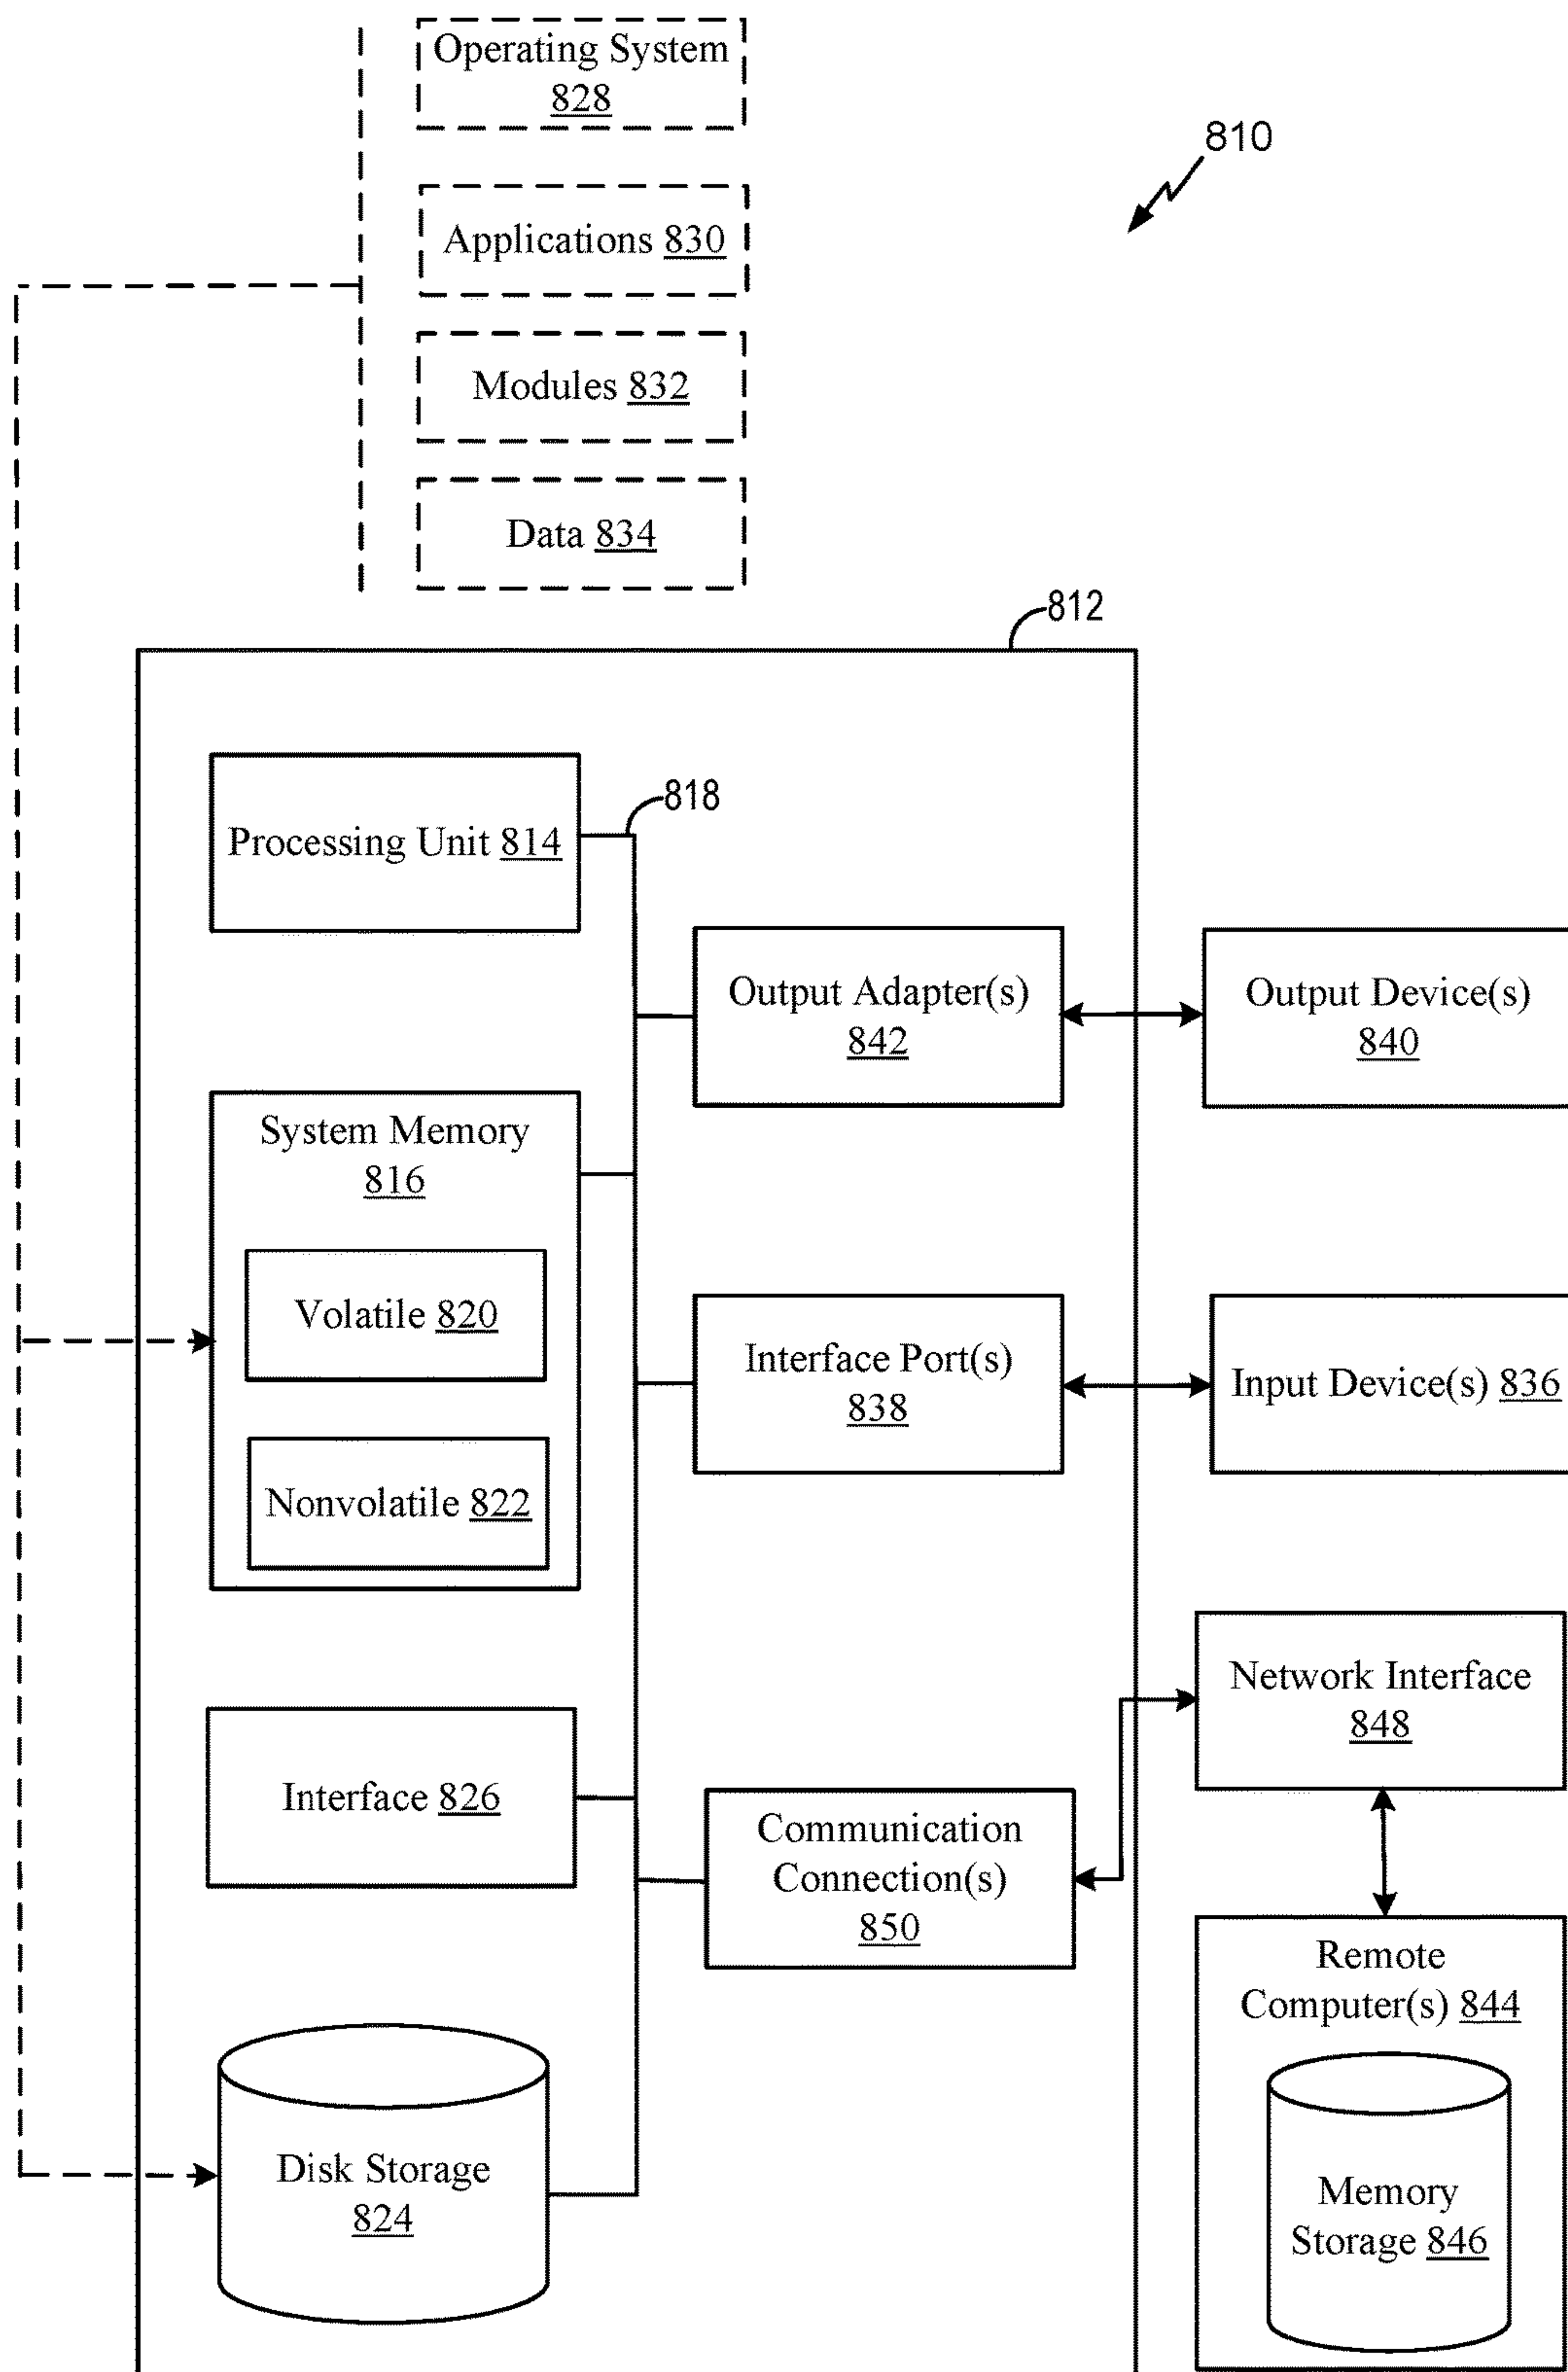 Operating System
828
810
Applications 830
Modules 832
Data 834
812
Processing Unit 814
818
Output Adapter(s)
842
Output Device(s)
840
System Memory
816
Volatile 820
Nonvolatile 822
Interface Port(s)
838
Input Device(s) 836
Network Interface
848
Interface 826
Communication
Connection(s)
850
Remote
Computer(s) 844
Memory
Storage 846
Disk Storage
824